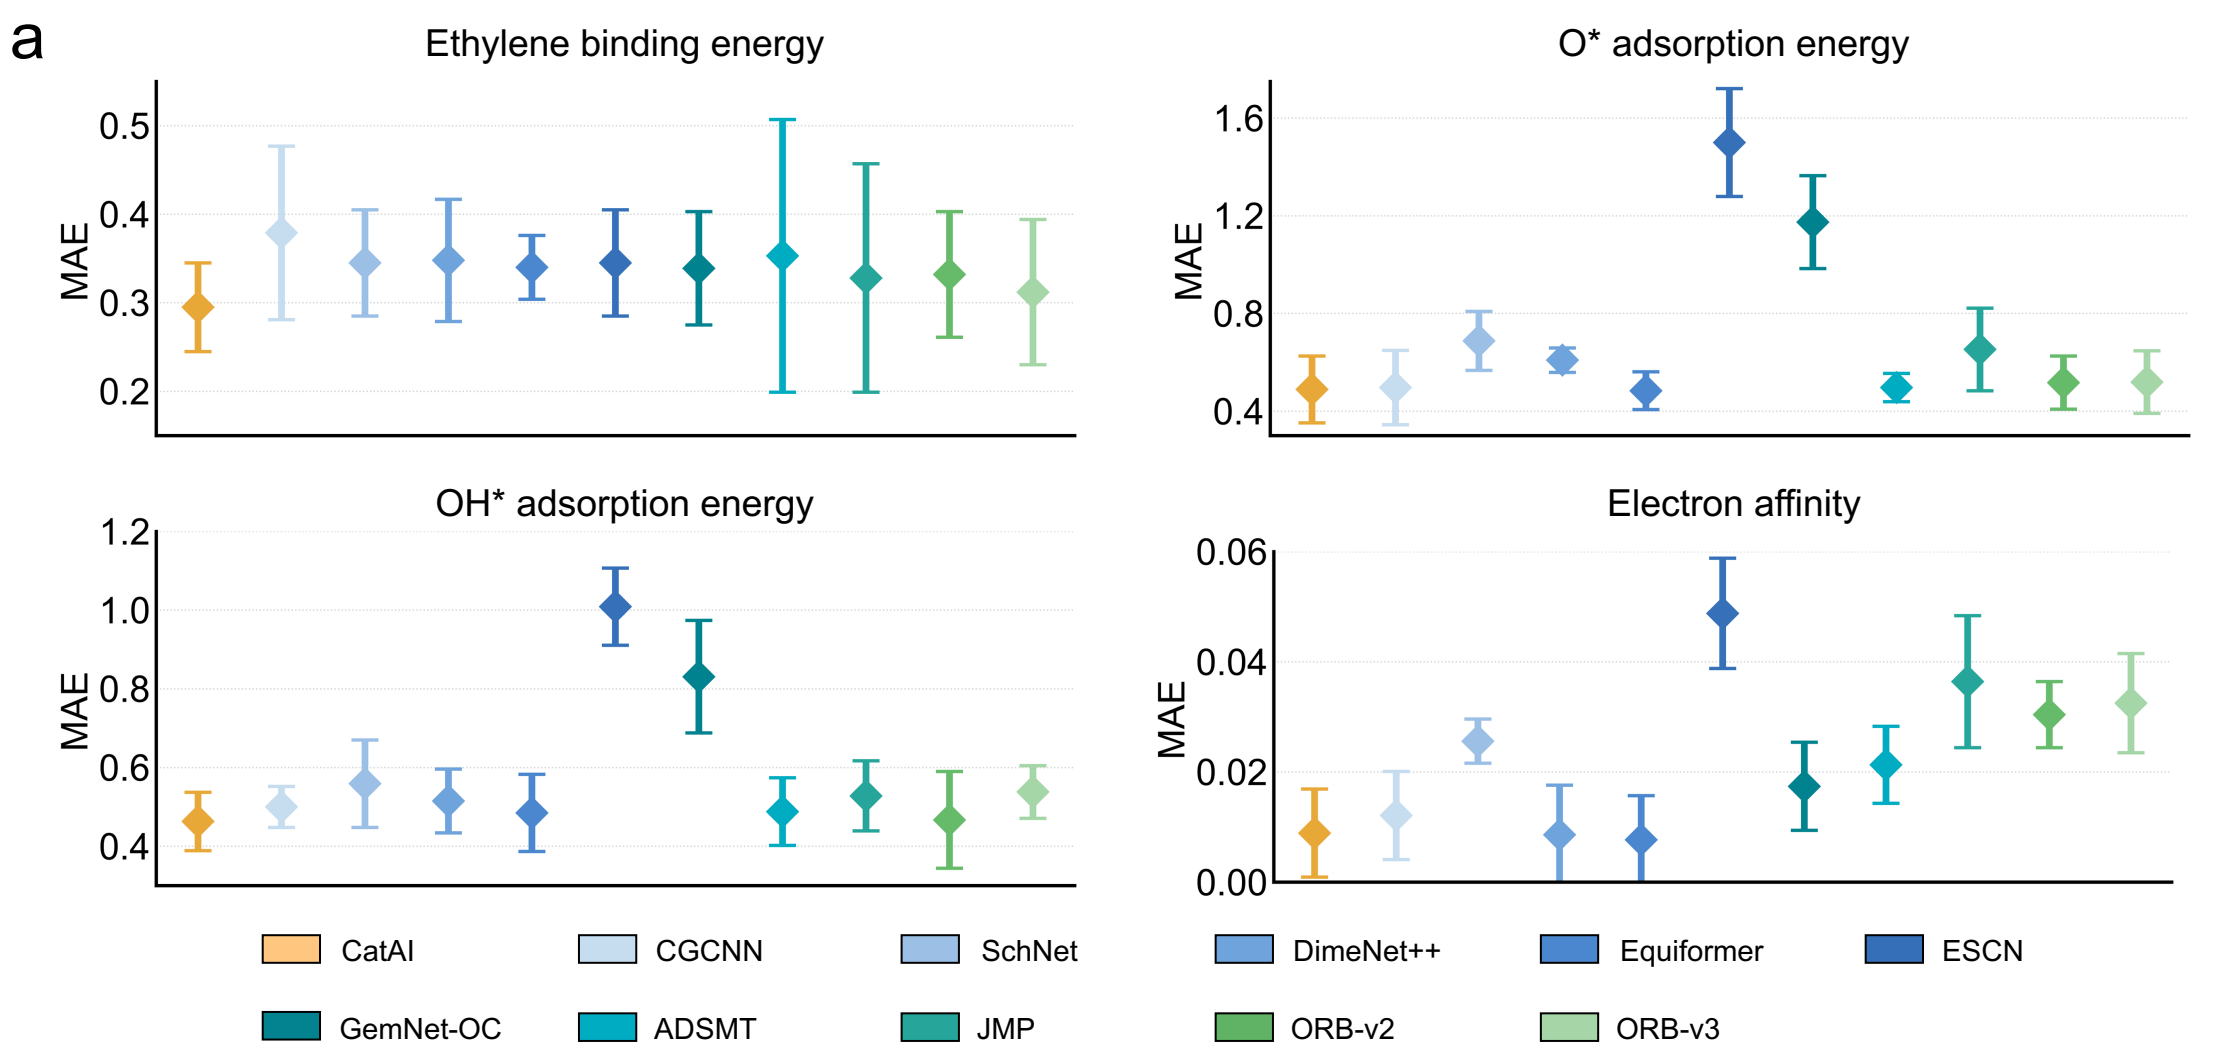 a
Ethylene binding energy
MAE
0.5
0.4
0.3
0.2
O* adsorption energy
MAE
1.6
1.2
0.8
0.4
OH* adsorption energy
MAE
1.2
1.0
0.8
0.6
0.4
Electron affinity
MAE
0.06
0.04
0.02
0.00
CatAI CGCNN SchNet DimeNet++ Equiformer ESCN
GemNet-OC ADSMT JMP ORB-v2 ORB-v3